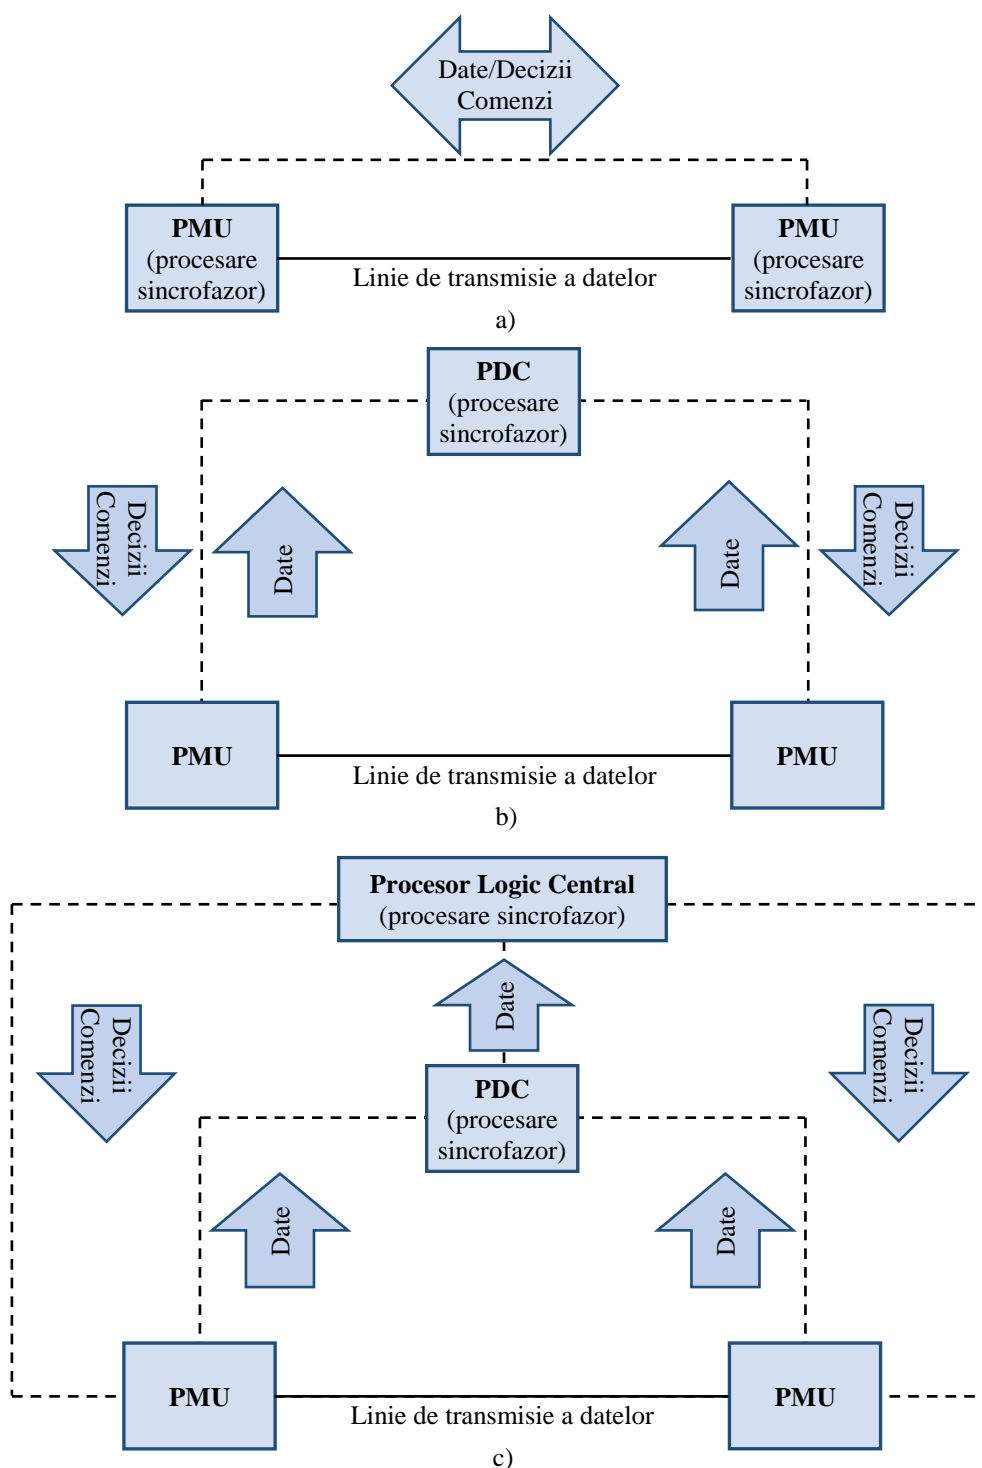 Date/Decizii
Comenzi
PMU
(procesare
sincrofazor)
PMU
(procesare
sincrofazor)
Linie de transmisie a datelor
a)
PDC
(procesare
sincrofazor)
Decizii
Comenzi
Date
Date
Decizii
Comenzi
PMU
PMU
Linie de transmisie a datelor
b)
Procesor Logic Central
(procesare sincrofazor)
Date
Decizii
Comenzi
Decizii
Comenzi
PDC
(procesare
sincrofazor)
Date
Date
PMU
PMU
Linie de transmisie a datelor
c)